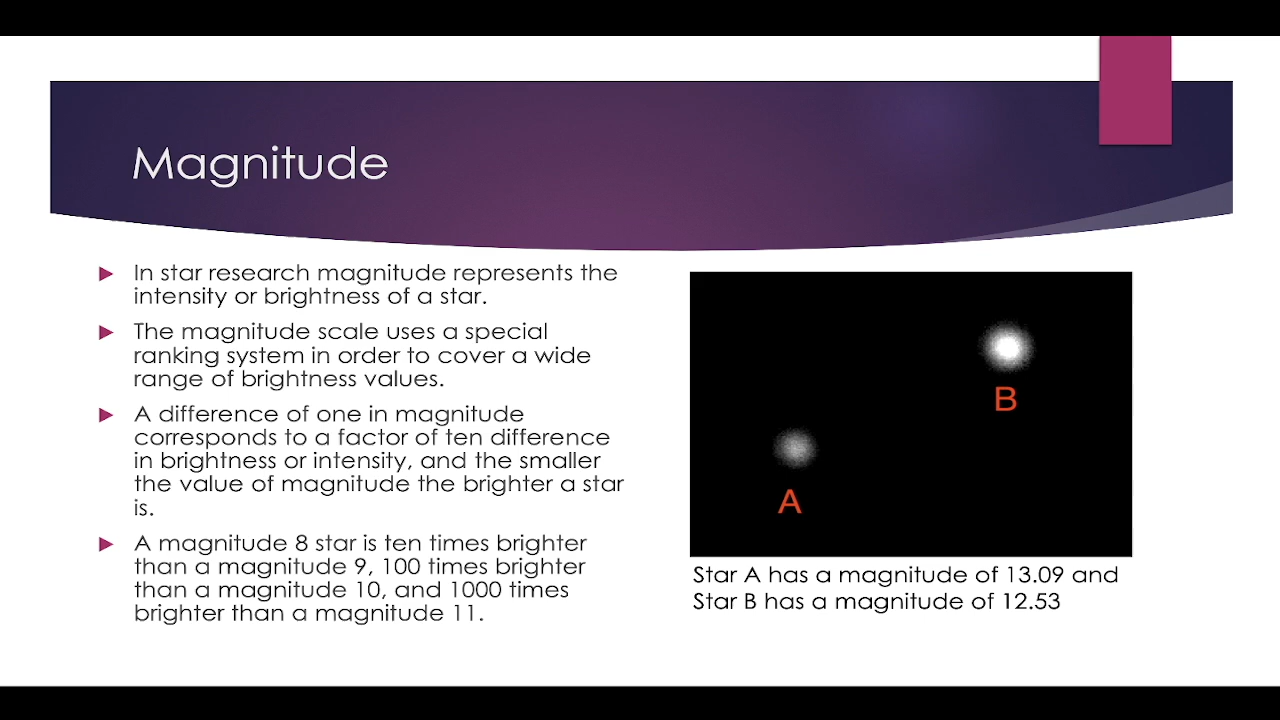 Magnitude
In star research magnitude represents the
intensity or brightness of a star.
The magnitude scale uses a special
ranking system in order to cover a wide
range of brightness values.
A difference of one in magnitude
corresponds to a factor of ten difference
in brightness or intensity, and the smaller
the value of magnitude the brighter a star
is.
A magnitude 8 star is ten times brighter
than a magnitude 9, 100 times brighter
than a magnitude 10, and 1000 times
brighter than a magnitude 11.
B
A
Star A has a magnitude of 13.09 and
Star B has a magnitude of 12.53